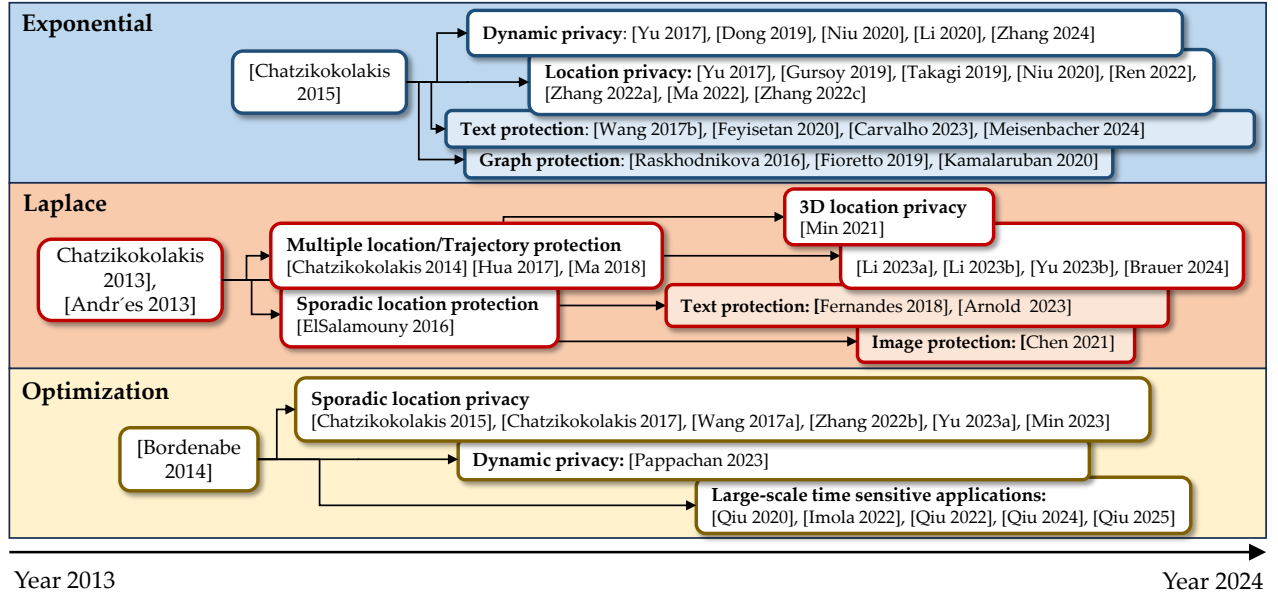 Exponential
[Chatzikokolakis
2015]
Dynamic privacy: [Yu 2017], [Dong 2019], [Niu 2020], [Li 2020], [Zhang 2024]
Location privacy: [Yu 2017], [Gursoy 2019], [Takagi 2019], [Niu 2020], [Ren 2022],
[Zhang 2022a], [Ma 2022], [Zhang 2022c]
Text protection: [Wang 2017b], [Feyisetan 2020], [Carvalho 2023], [Meisenbacher 2024]
Graph protection: [Raskhodnikova 2016], [Fioretto 2019], [Kamalaruban 2020]
Laplace
Chatzikokolakis
2013],
[Andr´es 2013]
Multiple location/Trajectory protection
[Chatzikokolakis 2014] [Hua 2017], [Ma 2018]
Sporadic location protection
[ElSalamouny 2016]
3D location privacy
[Min 2021]
[Li 2023a], [Li 2023b], [Yu 2023b], [Brauer 2024]
Text protection: [Fernandes 2018], [Arnold 2023]
Image protection: [Chen 2021]
Optimization
[Bordenabe
2014]
Sporadic location privacy
[Chatzikokolakis 2015], [Chatzikokolakis 2017], [Wang 2017a], [Zhang 2022b], [Yu 2023a], [Min 2023]
Dynamic privacy: [Pappachan 2023]
Large-scale time sensitive applications:
[Qiu 2020], [Imola 2022], [Qiu 2022], [Qiu 2024], [Qiu 2025]
Year 2013
Year 2024